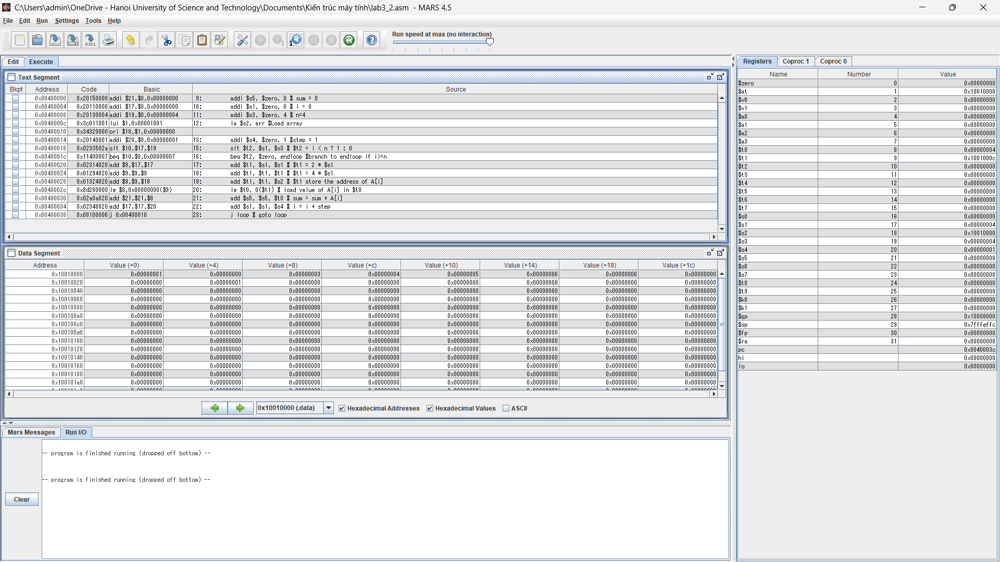 C:\Users\admin\OneDrive - Hanoi University of Science and Technology\Documents\Kiến trúc máy tính\lab3_2.asm - MARS 4.5
File Edit Run Settings Tools Help
Run speed at max (no interaction)
Edit Execute
Text Segment
Bkpt Address Code Basic Source
0x00400000 0x20150000 addi $21,$0,0x00000000 9: addi $s5, $zero, 0 # sum = 0
0x00400004 0x20110000 addi $17,$0,0x00000000 10: addi $s1, $zero, 0 # i = 0
0x00400008 0x20130004 addi $19,$0,0x00000004 11: addi $s3, $zero, 4 # n=4
0x0040000c 0x3c011001 lui $1,0x00001001 12: la $s2, arr #Load array
0x00400010 0x34320000 ori $18,$1,0x00000000
0x00400014 0x20140001 addi $20,$0,0x00000001 13: addi $s4, $zero, 1 #step = 1
0x00400018 0x0233502a slt $10,$17,$19 15: slt $t2, $s1, $s3 # $t2 = i < n ? 1 : 0
0x0040001c 0x11400007 beq $10,$0,0x00000007 16: beq $t2, $zero, endloop #branch to endloop if i>=n
0x00400020 0x02314820 add $9,$17,$17 17: add $t1, $s1, $s1 # $t1 = 2 * $s1
0x00400024 0x01294820 add $9,$9,$9 18: add $t1, $t1, $t1 # $t1 = 4 * $s1
0x00400028 0x01324820 add $9,$9,$18 19: add $t1, $t1, $s2 # $t1 store the address of A[i]
0x0040002c 0x8d280000 lw $8,0x00000000($9) 20: lw $t0, 0($t1) # load value of A[i] in $t0
0x00400030 0x02a8a820 add $21,$21,$8 21: add $s5, $s5, $t0 # sum = sum + A[i]
0x00400034 0x02348820 add $17,$17,$20 22: add $s1, $s1, $s4 # i = i + step
0x00400038 0x08100006 j 0x00400018 23: j loop # goto loop
Data Segment
Address Value (+0) Value (+4) Value (+8) Value (+c) Value (+10) Value (+14) Value (+18) Value (+1c)
0x10010000 0x00000001 0x00000000 0x00000003 0x00000004 0x00000005 0x00000006 0x00000006 0x00000000
0x10010020 0x00000000 0x00000001 0x00000000 0x00000000 0x00000000 0x00000000 0x00000000 0x00000000
0x10010040 0x00000000 0x00000000 0x00000000 0x00000000 0x00000000 0x00000000 0x00000000 0x00000000
0x10010060 0x00000000 0x00000000 0x00000000 0x00000000 0x00000000 0x00000000 0x00000000 0x00000000
0x10010080 0x00000000 0x00000000 0x00000000 0x00000000 0x00000000 0x00000000 0x00000000 0x00000000
0x100100a0 0x00000000 0x00000000 0x00000000 0x00000000 0x00000000 0x00000000 0x00000000 0x00000000
0x100100c0 0x00000000 0x00000000 0x00000000 0x00000000 0x00000000 0x00000000 0x00000000 0x00000000
0x100100e0 0x00000000 0x00000000 0x00000000 0x00000000 0x00000000 0x00000000 0x00000000 0x00000000
0x10010100 0x00000000 0x00000000 0x00000000 0x00000000 0x00000000 0x00000000 0x00000000 0x00000000
0x10010120 0x00000000 0x00000000 0x00000000 0x00000000 0x00000000 0x00000000 0x00000000 0x00000000
0x10010140 0x00000000 0x00000000 0x00000000 0x00000000 0x00000000 0x00000000 0x00000000 0x00000000
0x10010160 0x00000000 0x00000000 0x00000000 0x00000000 0x00000000 0x00000000 0x00000000 0x00000000
0x10010180 0x00000000 0x00000000 0x00000000 0x00000000 0x00000000 0x00000000 0x00000000 0x00000000
0x100101a0 0x00000000 0x00000000 0x00000000 0x00000000 0x00000000 0x00000000 0x00000000 0x00000000
0x10010000 (.data) Hexadecimal Addresses Hexadecimal Values ASCII
Mars Messages Run I/O
-- program is finished running (dropped off bottom) --
-- program is finished running (dropped off bottom) --
Clear
Registers Coproc 1 Coproc 0
Name Number Value
$zero 0 0x00000000
$at 1 0x10010000
$v0 2 0x00000000
$v1 3 0x00000000
$a0 4 0x00000000
$a1 5 0x00000000
$a2 6 0x00000000
$a3 7 0x00000000
$t0 8 0x00000004
$t1 9 0x1001000c
$t2 10 0x00000000
$t3 11 0x00000000
$t4 12 0x00000000
$t5 13 0x00000000
$t6 14 0x00000000
$t7 15 0x00000000
$s0 16 0x00000000
$s1 17 0x00000004
$s2 18 0x10010000
$s3 19 0x00000004
$s4 20 0x00000001
$s5 21 0x00000008
$s6 22 0x00000000
$s7 23 0x00000000
$t8 24 0x00000000
$t9 25 0x00000000
$k0 26 0x00000000
$k1 27 0x00000000
$gp 28 0x10008000
$sp 29 0x7fffeffc
$fp 30 0x00000000
$ra 31 0x00000000
pc 0x0040003c
hi 0x00000000
lo 0x00000000